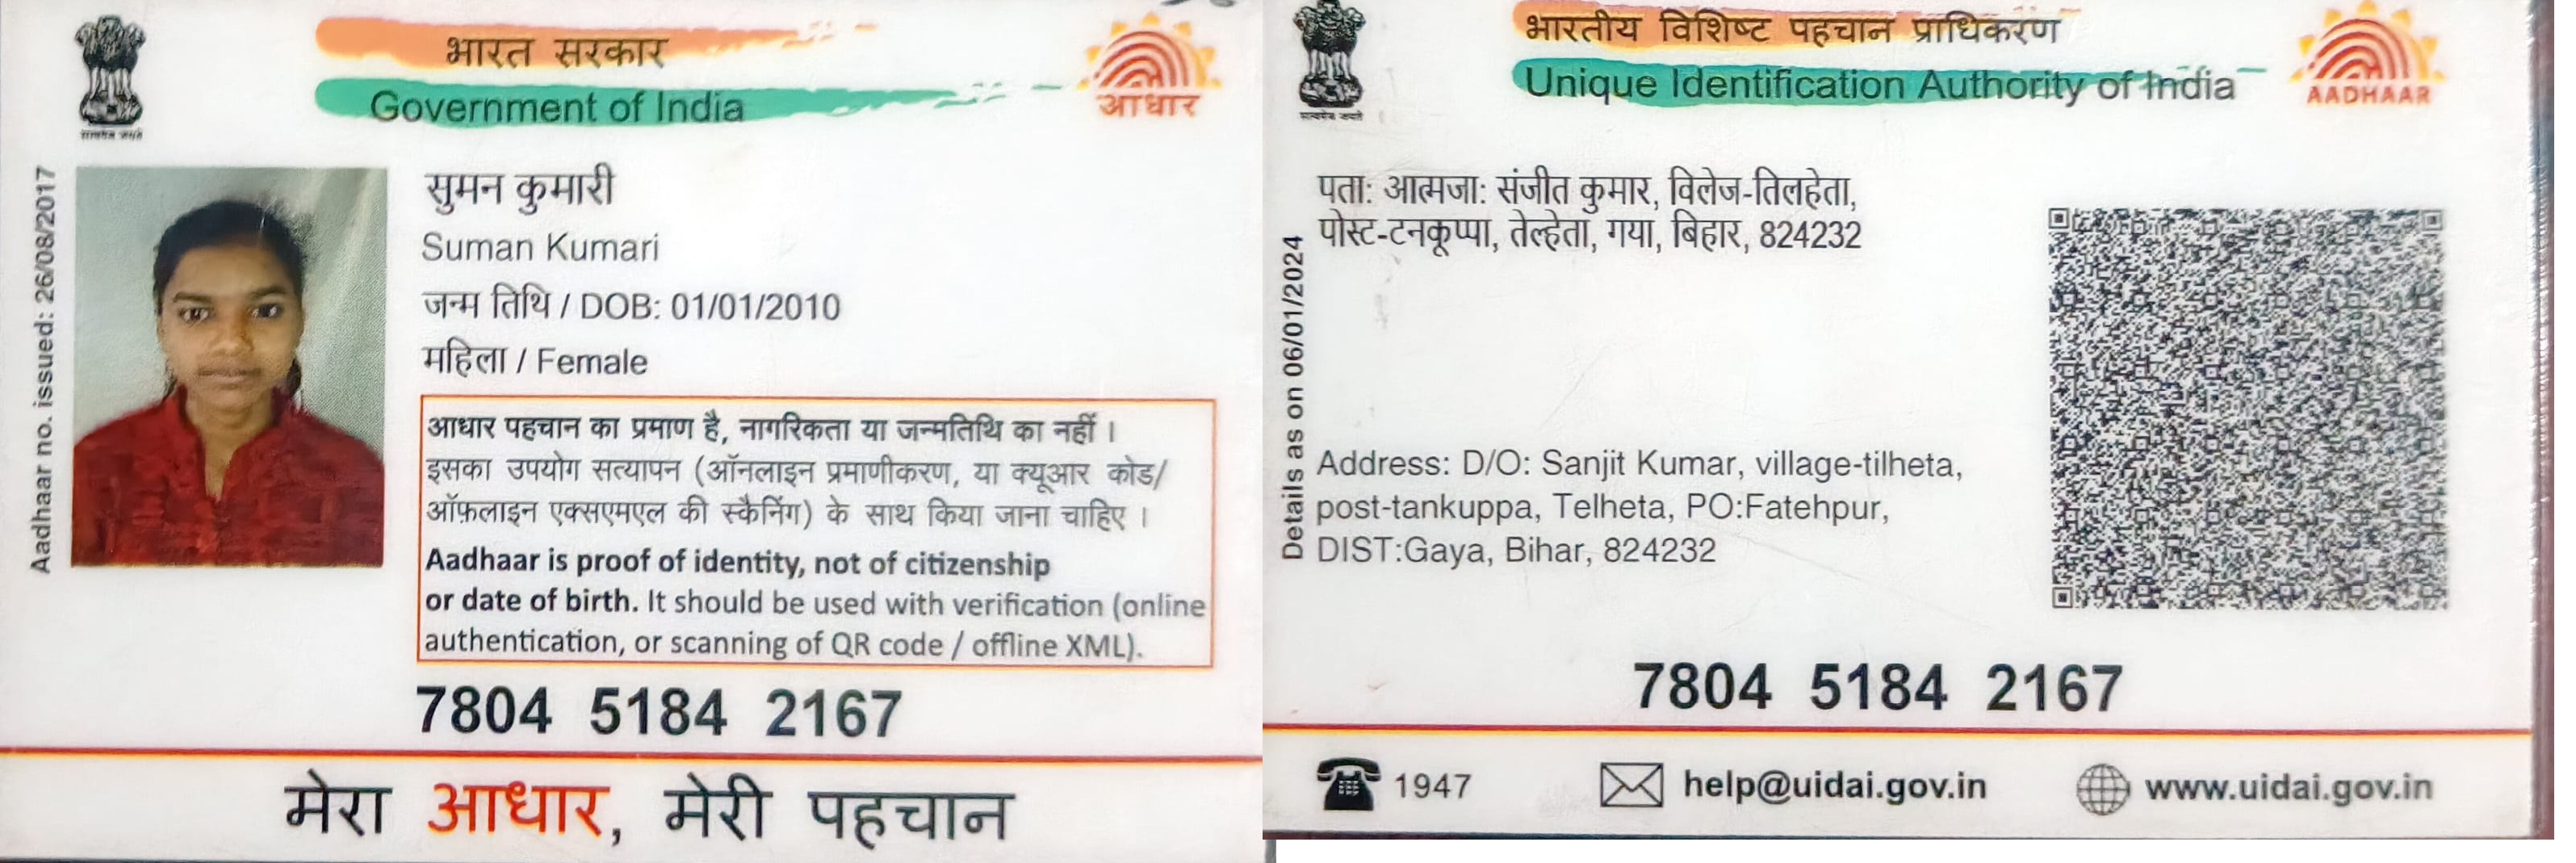 भारत सरकार
Government of India
आधार
सत्यमेव जयते
Aadhaar no. issued: 26/08/2017
सुमन कुमारी
Suman Kumari
जन्म तिथि / DOB: 01/01/2010
महिला / Female
आधार पहचान का प्रमाण है, नागरिकता या जन्मतिथि का नहीं ।
इसका उपयोग सत्यापन (ऑनलाइन प्रमाणीकरण, या क्यूआर कोड/
ऑफ़लाइन एक्सएमएल की स्कैनिंग) के साथ किया जाना चाहिए ।
Aadhaar is proof of identity, not of citizenship
or date of birth. It should be used with verification (online
authentication, or scanning of QR code / offline XML).
7804 5184 2167
मेरा आधार, मेरी पहचान
भारतीय विशिष्ट पहचान प्राधिकरण
Unique Identification Authority of India
AADHAAR
सत्यमेव जयते
Details as on 06/01/2024
पता: आत्मजा: संजीत कुमार, विलेज-तिलहेता,
पोस्ट-टनकूप्पा, तेल्हेता, गया, बिहार, 824232
Address: D/O: Sanjit Kumar, village-tilheta,
post-tankuppa, Telheta, PO:Fatehpur,
DIST:Gaya, Bihar, 824232
7804 5184 2167
1947
help@uidai.gov.in
www.uidai.gov.in